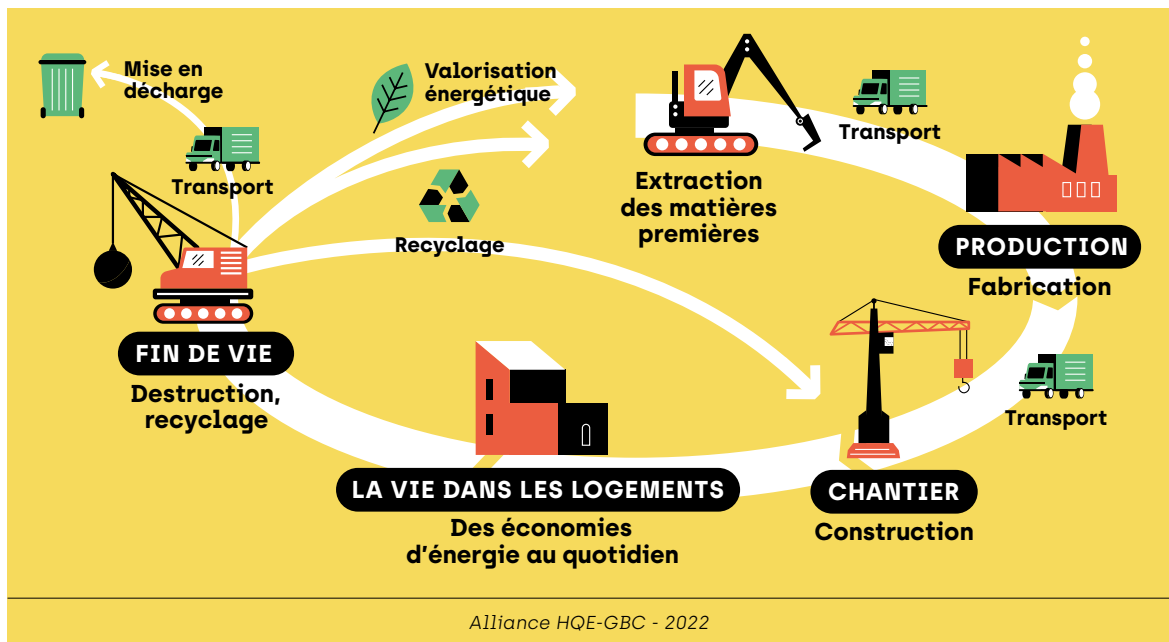 Mise en
décharge
Transport
Valorisation
énergétique
Recyclage
Extraction
des matières
premières
Transport
PRODUCTION
Fabrication
Transport
CHANTIER
Construction
LA VIE DANS LES LOGEMENTS
Des économies
d'énergie au quotidien
FIN DE VIE
Destruction,
recyclage
Alliance HQE-GBC - 2022